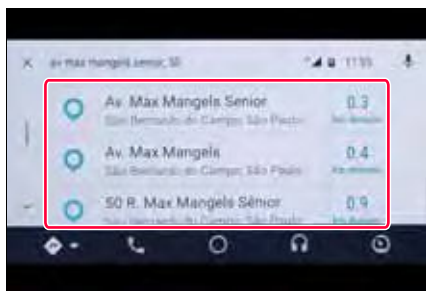 av max mangels senior, 50
11:55
Av. Max Mangels Senior
0.3
São Bernardo do Campo, São Paulo
Av. Max Mangels
0.4
São Bernardo do Campo, São Paulo
50 R. Max Mangels Sênior
0.9
São Bernardo do Campo, São Paulo